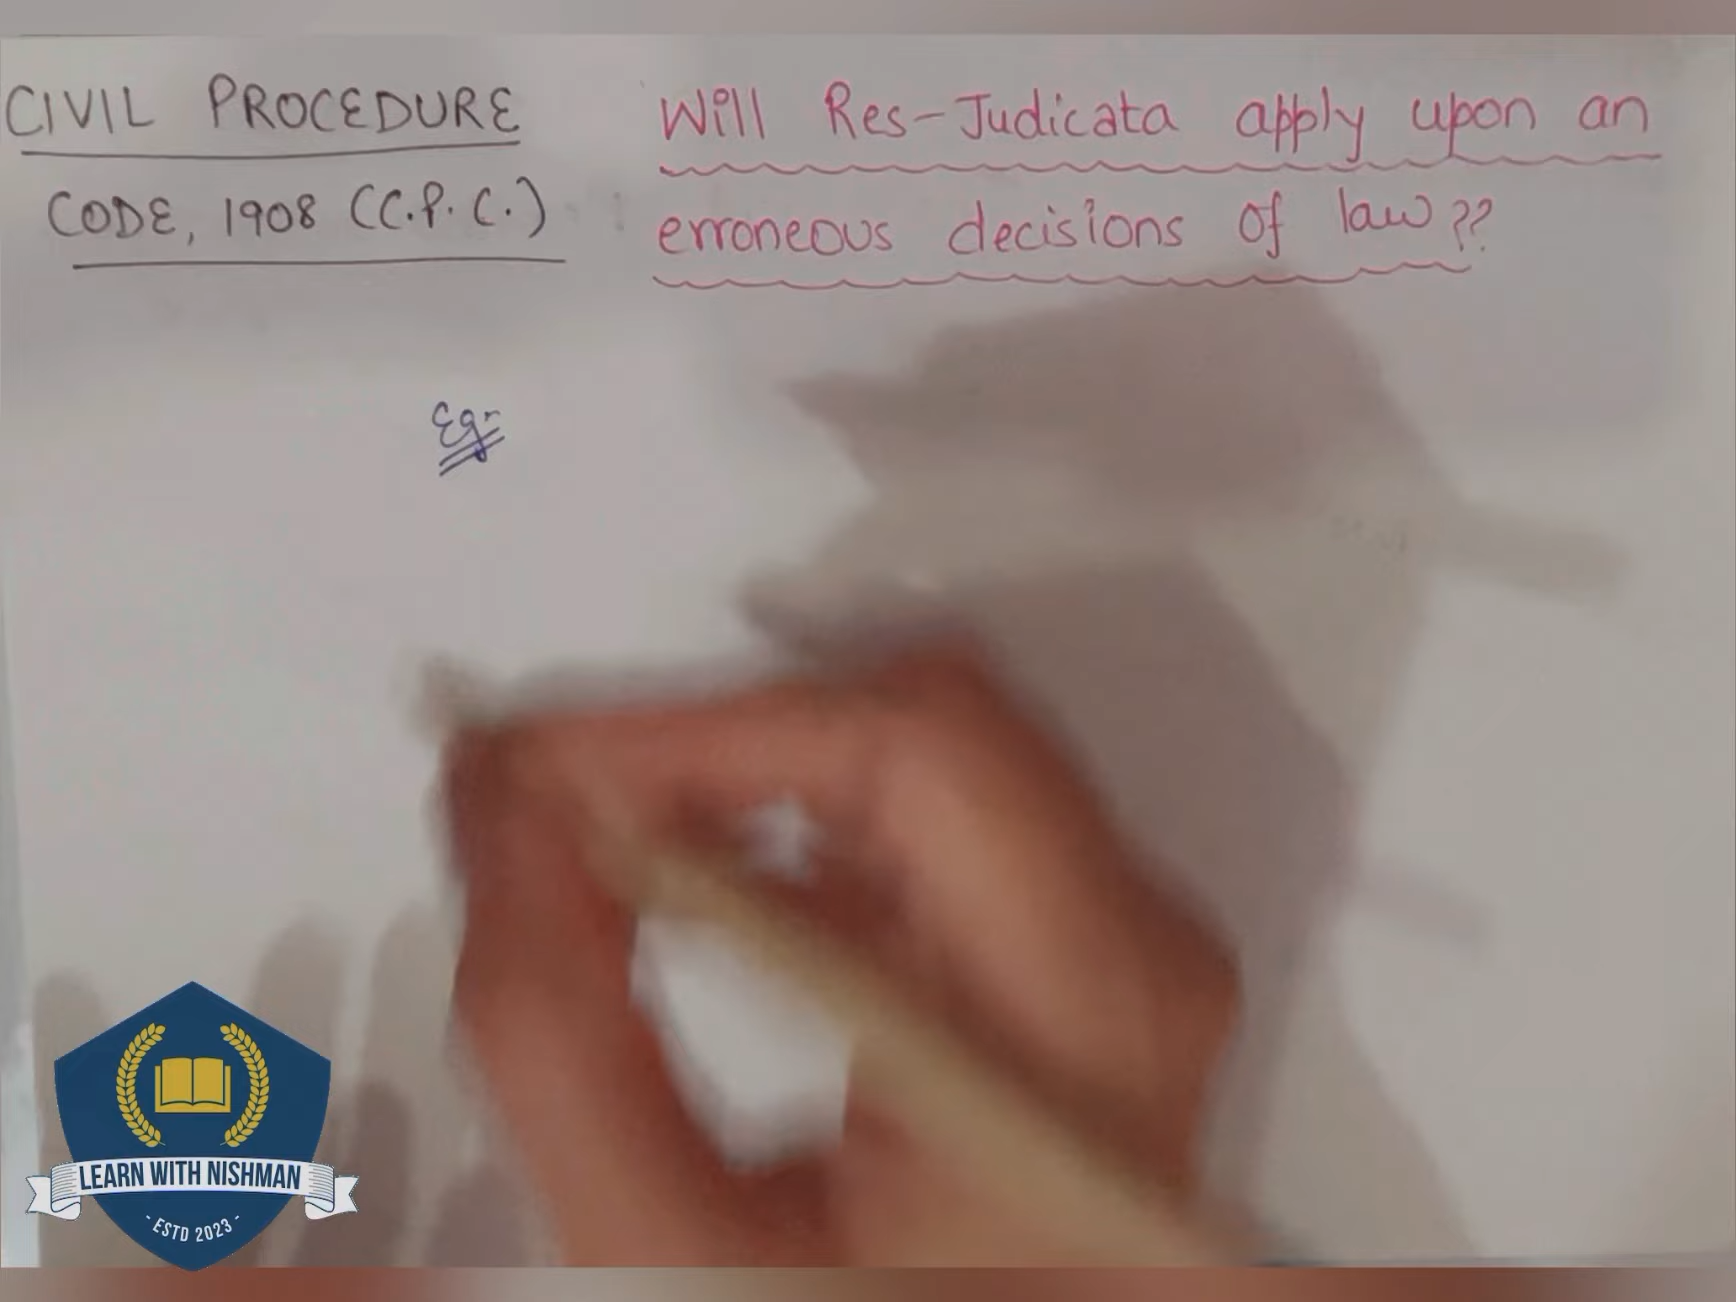 CIVIL PROCEDURE
CODE, 1908 (C.P.C.)
Will Res-Judicata apply upon an
erroneous decisions of law??
Eg:-
LEARN WITH NISHMAN
- ESTD 2023 -